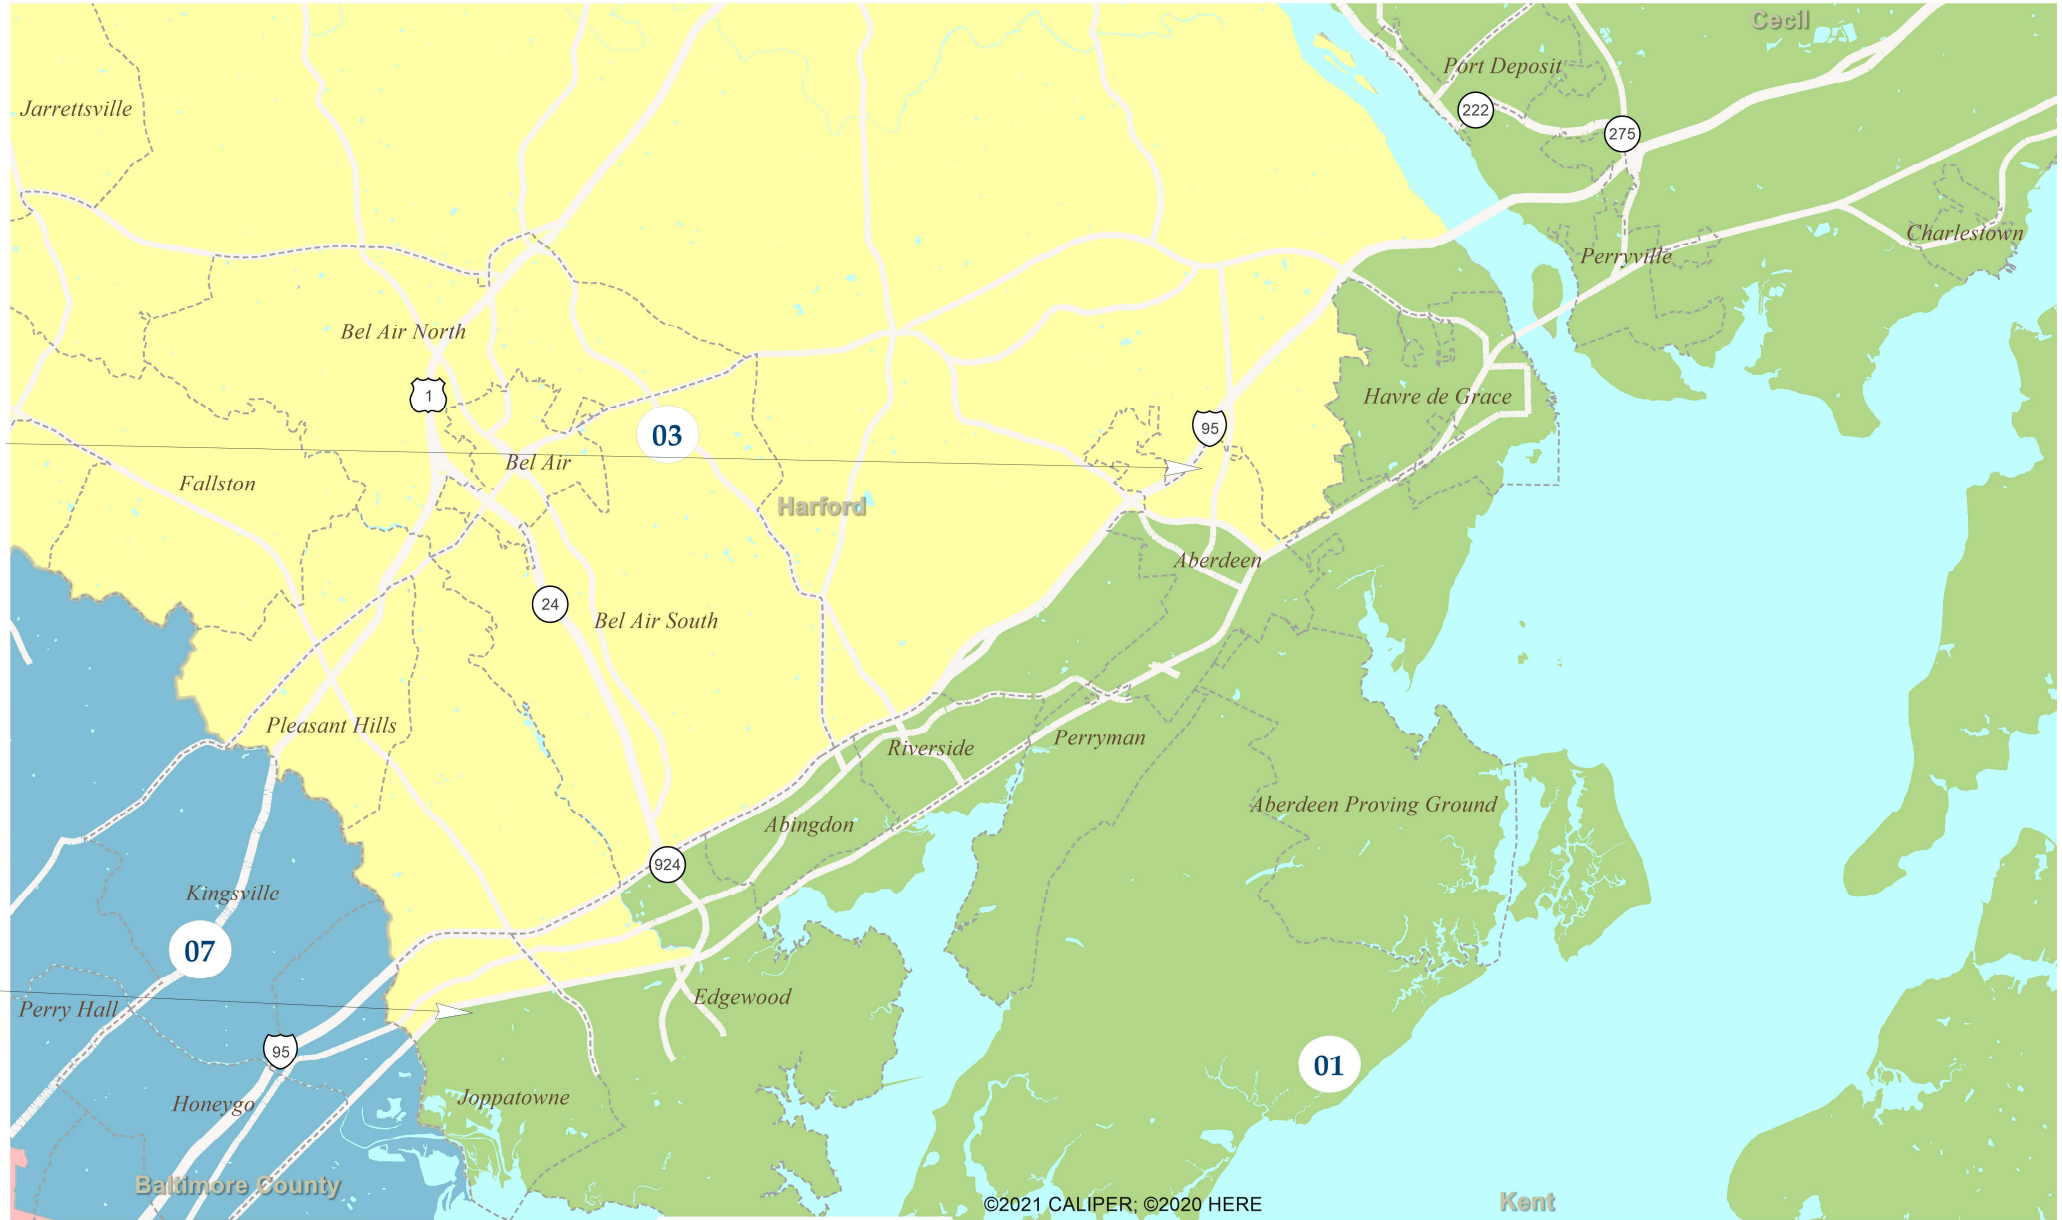 Cecil
Port Deposit
Jarrettsville
222
275
Charlestown
Perryville
Bel Air North
1
Havre de Grace
95
03
Bel Air
Fallston
Harford
Aberdeen
24
Bel Air South
Pleasant Hills
Perryman
Riverside
Aberdeen Proving Ground
Abingdon
924
Kingsville
07
Edgewood
Perry Hall
95
01
Joppatowne
Honeygo
Baltimore County
Kent
©2021 CALIPER; ©2020 HERE